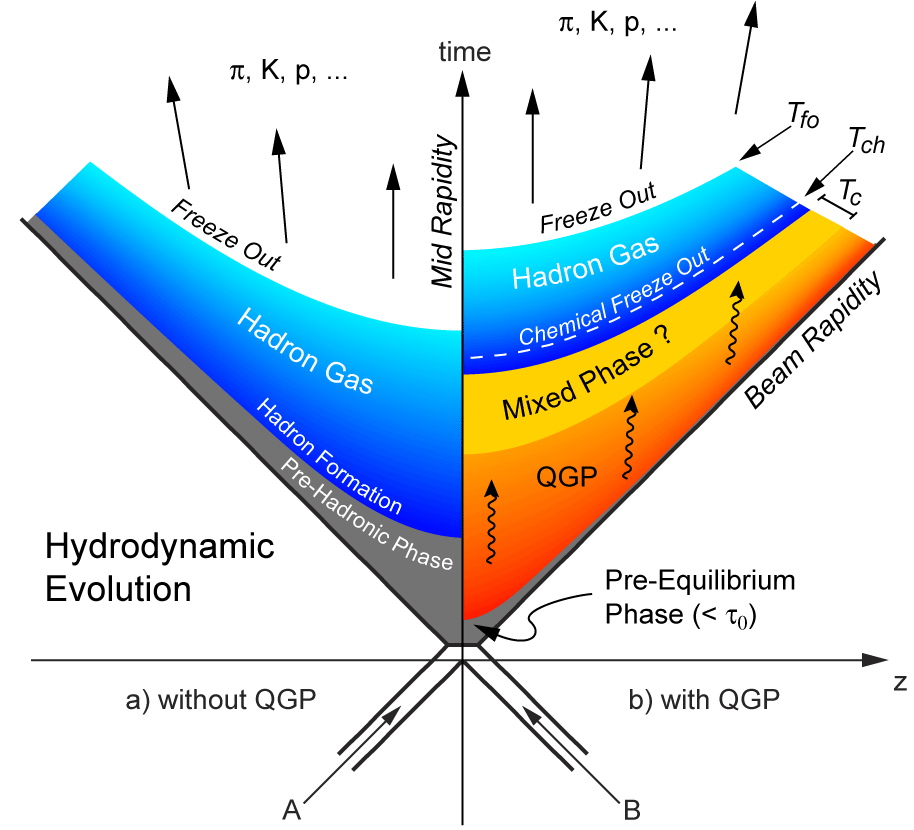 π, K, p, ...
π, K, p, ...
time
Mid Rapidity
T_fo
T_ch
T_c
Freeze Out
Freeze Out
Hadron Gas
Hadron Gas
Chemical Freeze Out
Mixed Phase ?
Beam Rapidity
Hadron Formation
Pre-Hadronic Phase
QGP
Hydrodynamic
Evolution
Pre-Equilibrium
Phase (< τ₀)
z
a) without QGP
b) with QGP
A
B